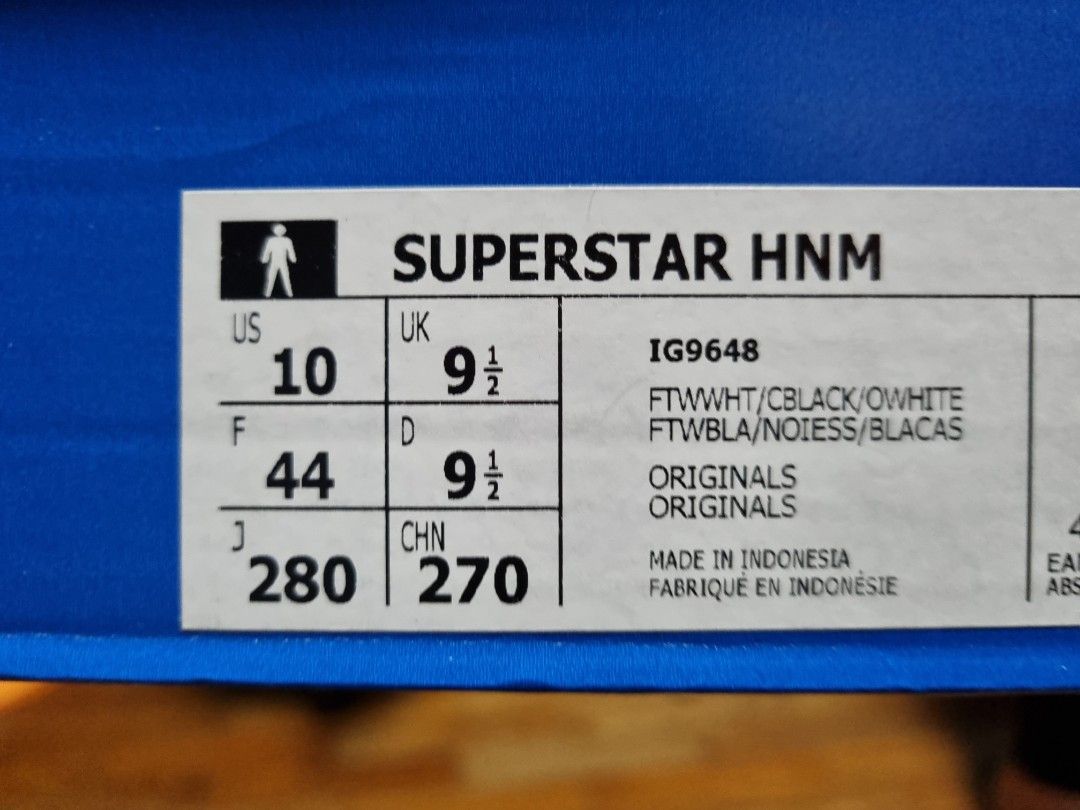 SUPERSTAR HNM
US 10
UK 9 1/2
F 44
D 9 1/2
J 280
CHN 270
IG9648
FTWWHT/CBLACK/OWHITE
FTWBLA/NOIESS/BLACAS
ORIGINALS
ORIGINALS
MADE IN INDONESIA
FABRIQUÉ EN INDONÉSIE